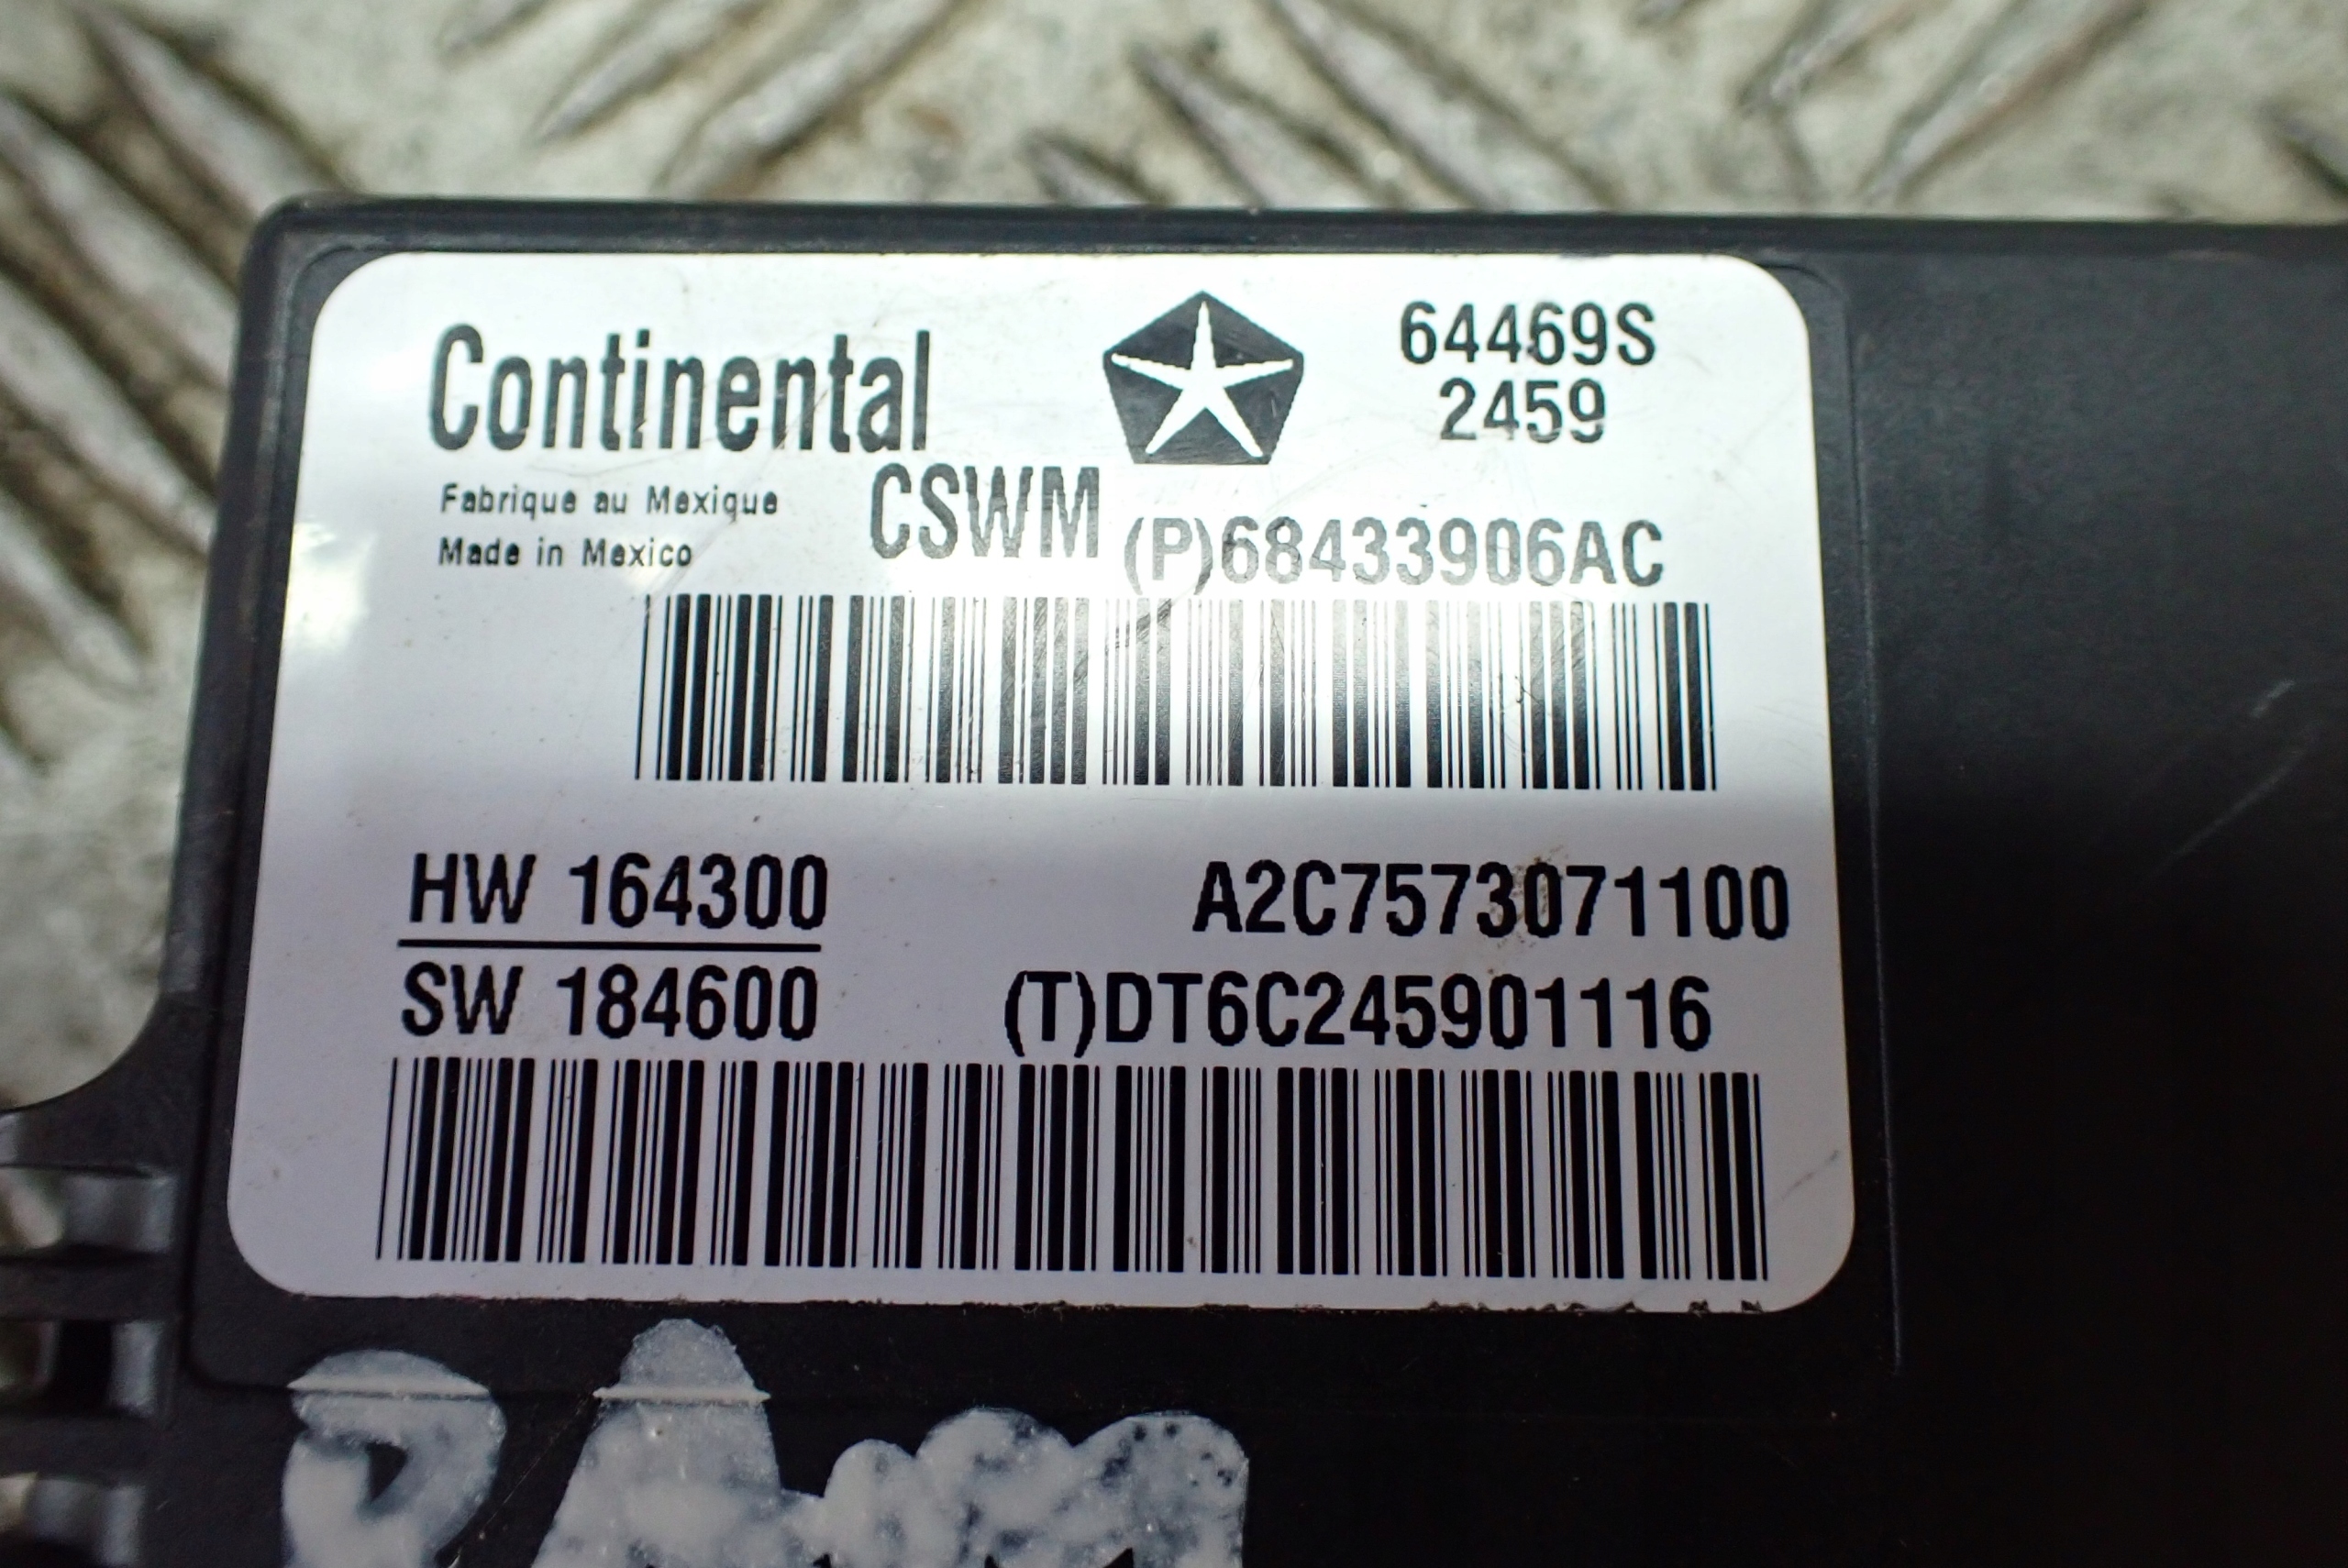 Continental
64469S
2459
Fabrique au Mexique
CSWM
Made in Mexico
(P)68433906AC
HW 164300
A2C7573071100
SW 184600
(T)DT6C245901116